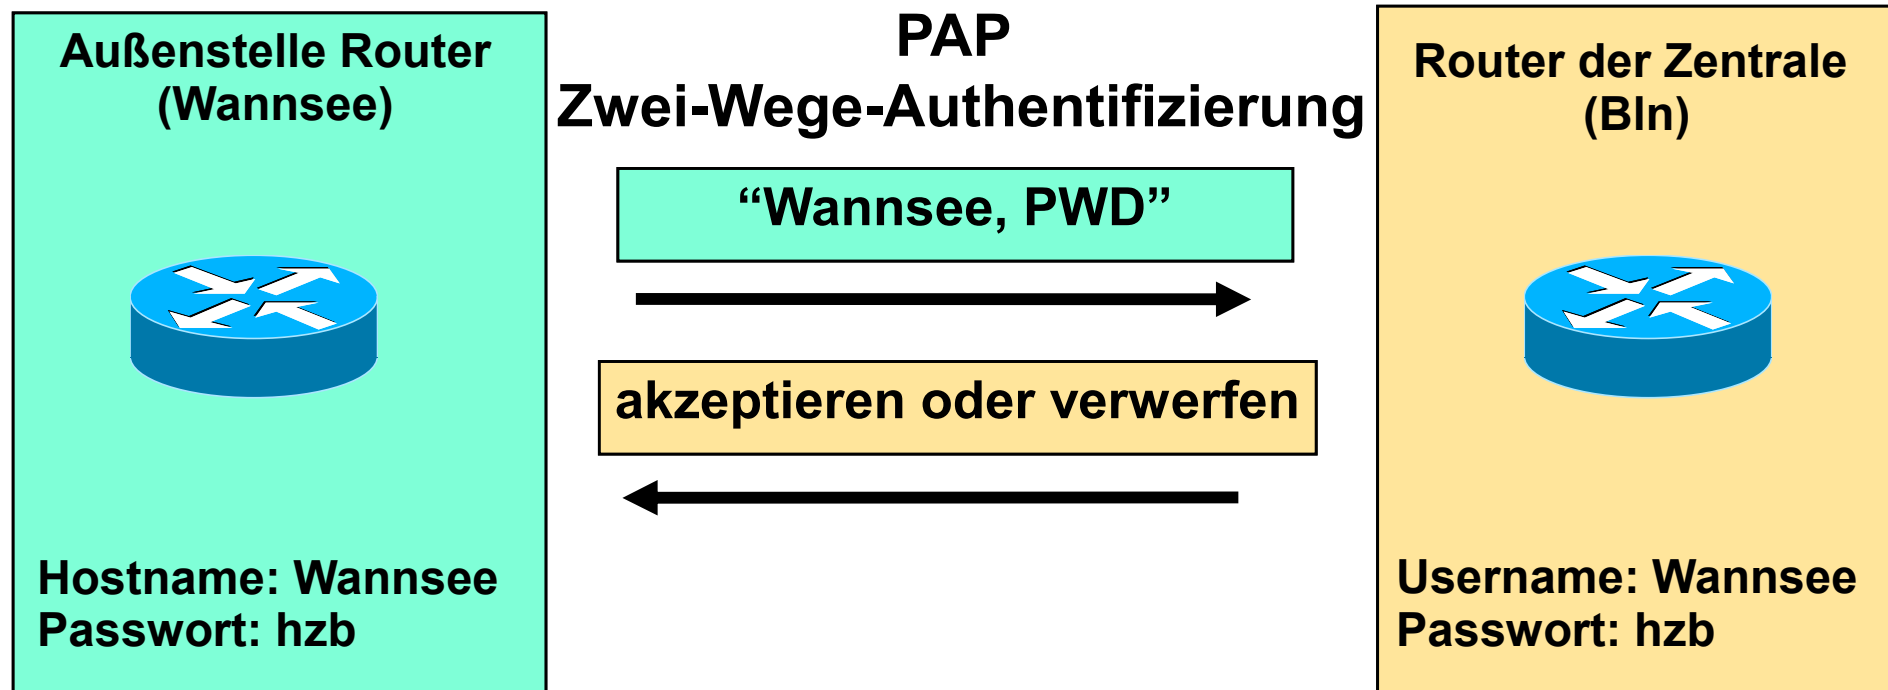 Außenstelle Router
(Wannsee)
PAP
Zwei-Wege-Authentifizierung
Router der Zentrale
(Bln)
“Wannsee, PWD”
akzeptieren oder verwerfen
Hostname: Wannsee
Passwort: hzb
Username: Wannsee
Passwort: hzb